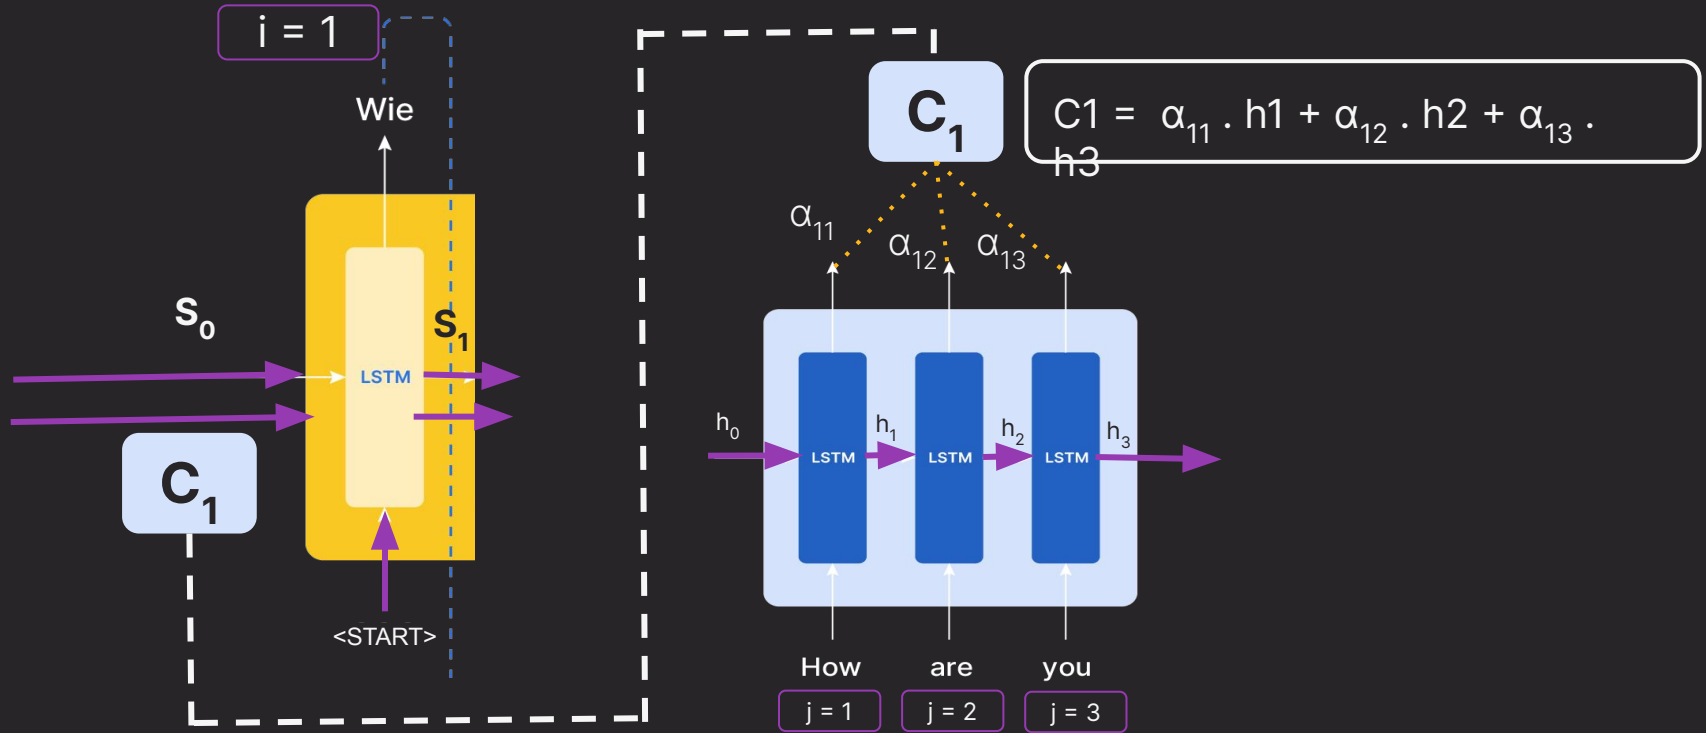 i = 1
Wie
S0
S1
LSTM
C1
<START>
C1
C1 = α11 . h1 + α12 . h2 + α13 .
h3
α11
α12
α13
h0
h1
h2
h3
LSTM
LSTM
LSTM
How are you
j = 1
j = 2
j = 3